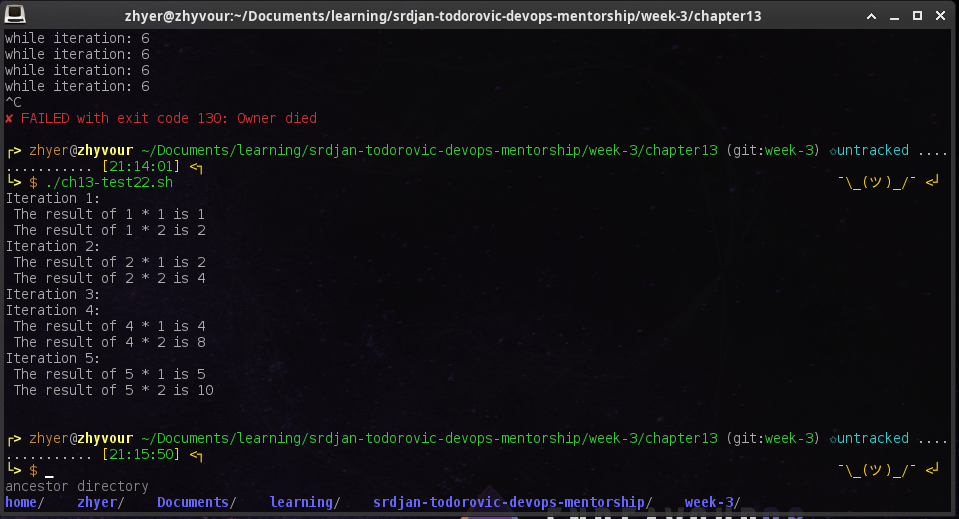 zhyer@zhyvour:~/Documents/learning/srdjan-todorovic-devops-mentorship/week-3/chapter13
while iteration: 6
while iteration: 6
while iteration: 6
while iteration: 6
^C
✘ FAILED with exit code 130: Owner died
┌> zhyer@zhyvour ~/Documents/learning/srdjan-todorovic-devops-mentorship/week-3/chapter13 (git:week-3) ✩untracked ....
........... [21:14:01] <┐
└> $ ./ch13-test22.sh ¯\_(ツ)_/¯ <┘
Iteration 1:
The result of 1 * 1 is 1
The result of 1 * 2 is 2
Iteration 2:
The result of 2 * 1 is 2
The result of 2 * 2 is 4
Iteration 3:
Iteration 4:
The result of 4 * 1 is 4
The result of 4 * 2 is 8
Iteration 5:
The result of 5 * 1 is 5
The result of 5 * 2 is 10
┌> zhyer@zhyvour ~/Documents/learning/srdjan-todorovic-devops-mentorship/week-3/chapter13 (git:week-3) ✩untracked ....
........... [21:15:50] <┐
└> $ _ ¯\_(ツ)_/¯ <┘
ancestor directory
home/ zhyer/ Documents/ learning/ srdjan-todorovic-devops-mentorship/ week-3/